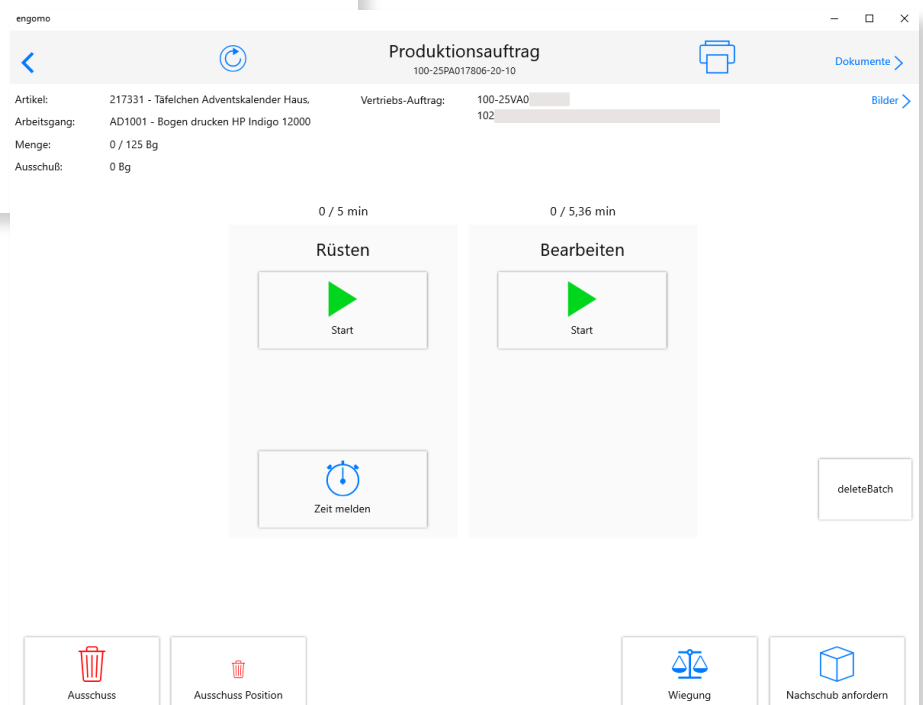 engomo
Produktionsauftrag
100-25PA017806-20-10
Dokumente
Artikel: 217331 - Täfelchen Adventskalender Haus, Vertriebs-Auftrag: 100-25VA0
Bilder
102
Arbeitsgang: AD1001 - Bogen drucken HP Indigo 12000
Menge: 0 / 125 Bg
Ausschuß: 0 Bg
0 / 5 min 0 / 5,36 min
Rüsten Bearbeiten
Start Start
Zeit melden
deleteBatch
Ausschuss Ausschuss Position Wiegung Nachschub anfordern